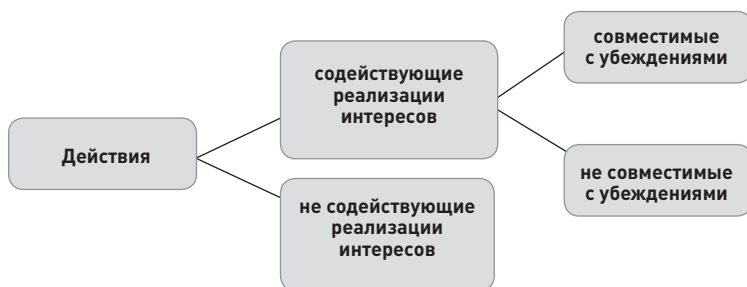 Действия
содействующие
реализации
интересов
не содействующие
реализации
интересов
совместимые
с убеждениями
не совместимые
с убеждениями